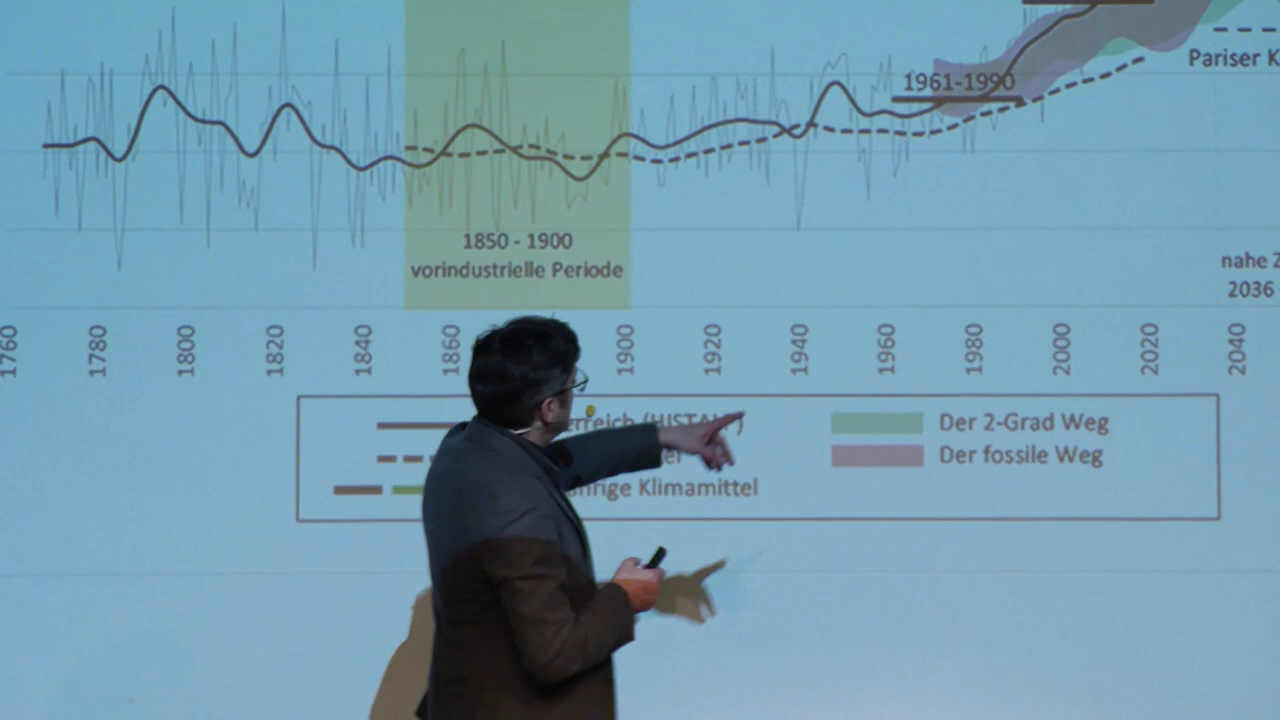 1961-1990
Pariser K
1850 - 1900
vorindustrielle Periode
nahe
2036
1760 1780 1800 1820 1840 1860 1900 1920 1940 1960 1980 2000 2020 2040
Der 2-Grad Weg
Der fossile Weg
Klimamittel